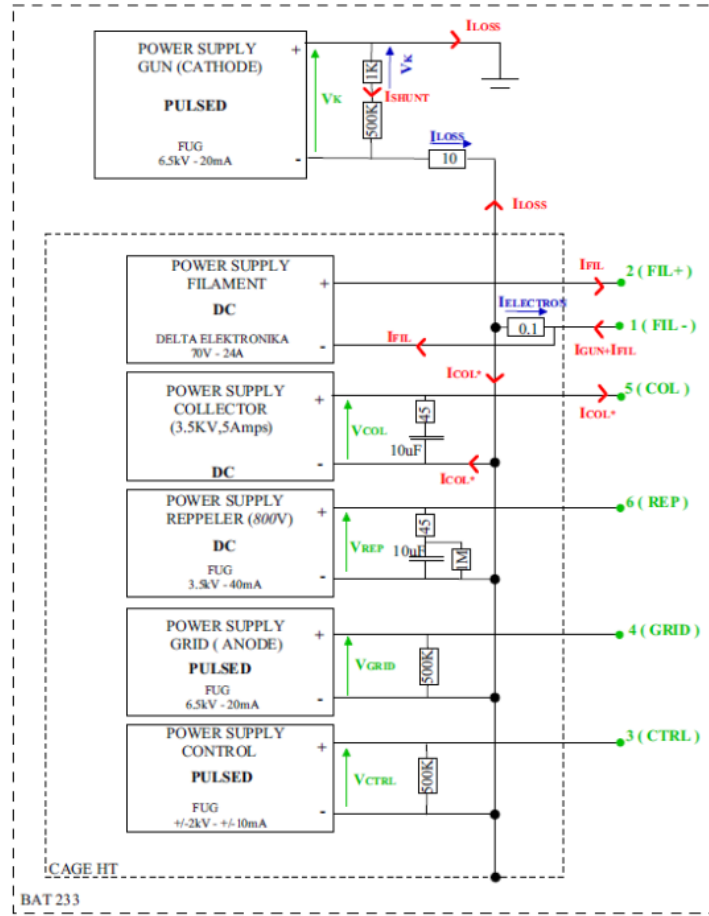 ILOSS
POWER SUPPLY
GUN (CATHODE)
PULSED
FUG
6.5kV - 20mA
+
-
VK
1K
VK
ISHUNT
500K
ILOSS
10
ILOSS
POWER SUPPLY
FILAMENT
DC
DELTA ELEKTRONIKA
70V - 24A
+
-
IFIL
2 ( FIL+ )
IELECTRON
0.1
1 ( FIL - )
IFIL
IGUN+IFIL
ICOL*
POWER SUPPLY
COLLECTOR
(3.5KV,5Amps)
DC
+
-
VCOL
45
10uF
ICOL*
5 ( COL )
ICOL*
POWER SUPPLY
REPPELER (800V)
DC
FUG
3.5kV - 40mA
+
-
VREP
45
10uF
1M
6 ( REP )
POWER SUPPLY
GRID ( ANODE)
PULSED
FUG
6.5kV - 20mA
+
-
VGRID
500K
4 ( GRID )
POWER SUPPLY
CONTROL
PULSED
FUG
+/-2kV - +/-10mA
+
-
VCTRL
500K
3 ( CTRL )
CAGE HT
BAT 233